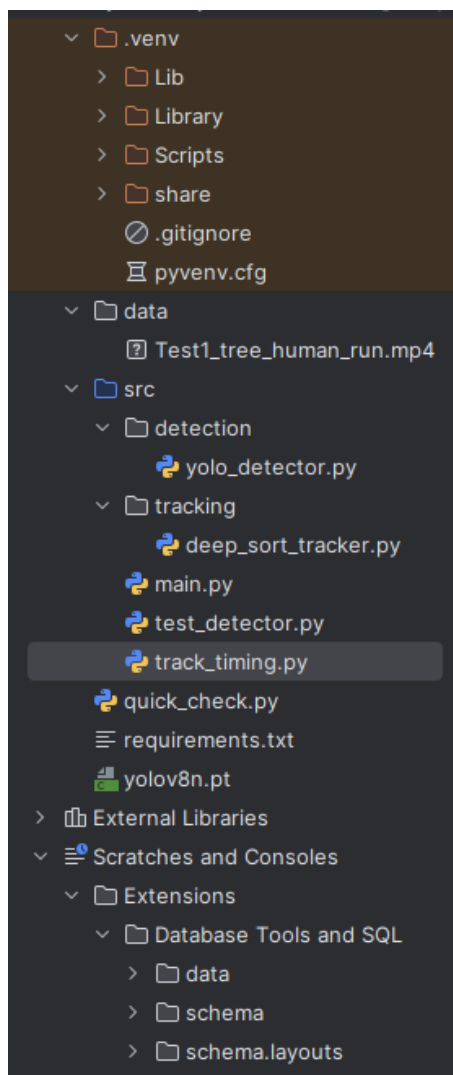 .venv
Lib
Library
Scripts
share
.gitignore
pyvenv.cfg
data
Test1_tree_human_run.mp4
src
detection
yolo_detector.py
tracking
deep_sort_tracker.py
main.py
test_detector.py
track_timing.py
quick_check.py
requirements.txt
yolov8n.pt
External Libraries
Scratches and Consoles
Extensions
Database Tools and SQL
data
schema
schema.layouts